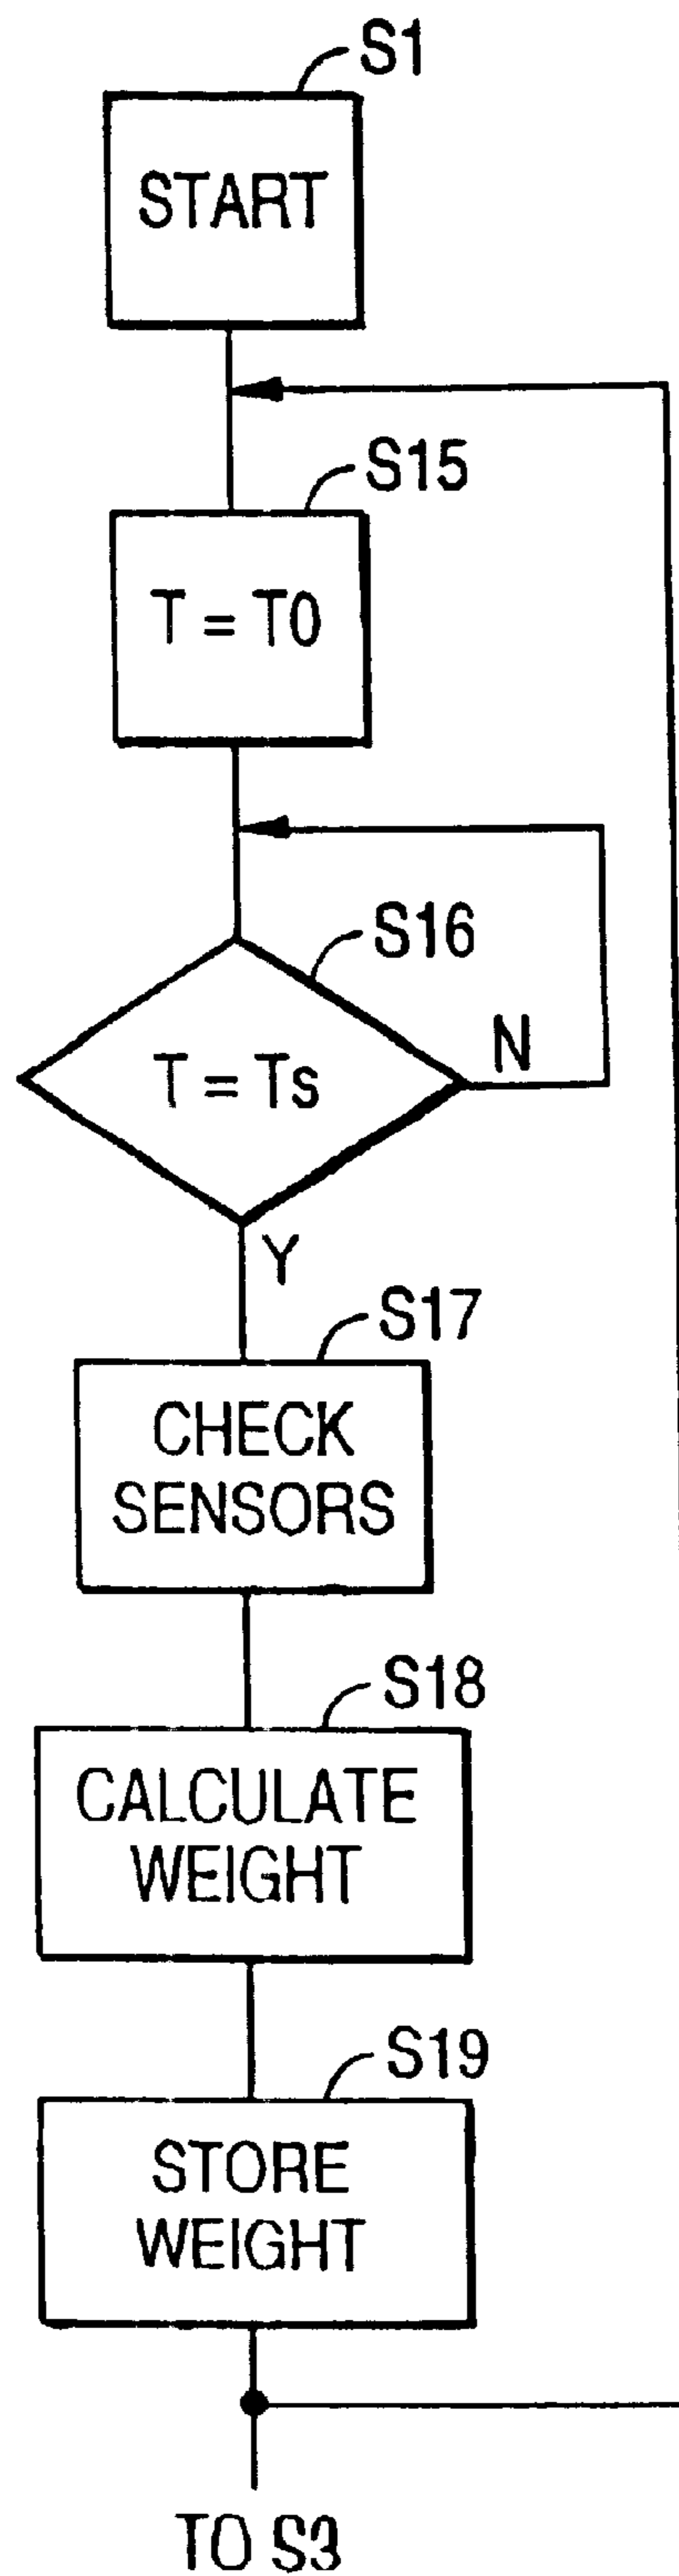 S1
START
S15
T = T0
S16
T = Ts
N
Y
S17
CHECK
SENSORS
S18
CALCULATE
WEIGHT
S19
STORE
WEIGHT
TO S3